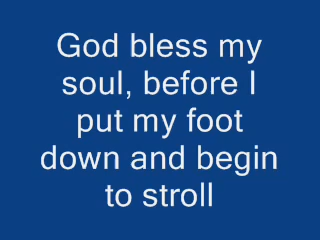 God bless my
soul, before I
put my foot
down and begin
to stroll